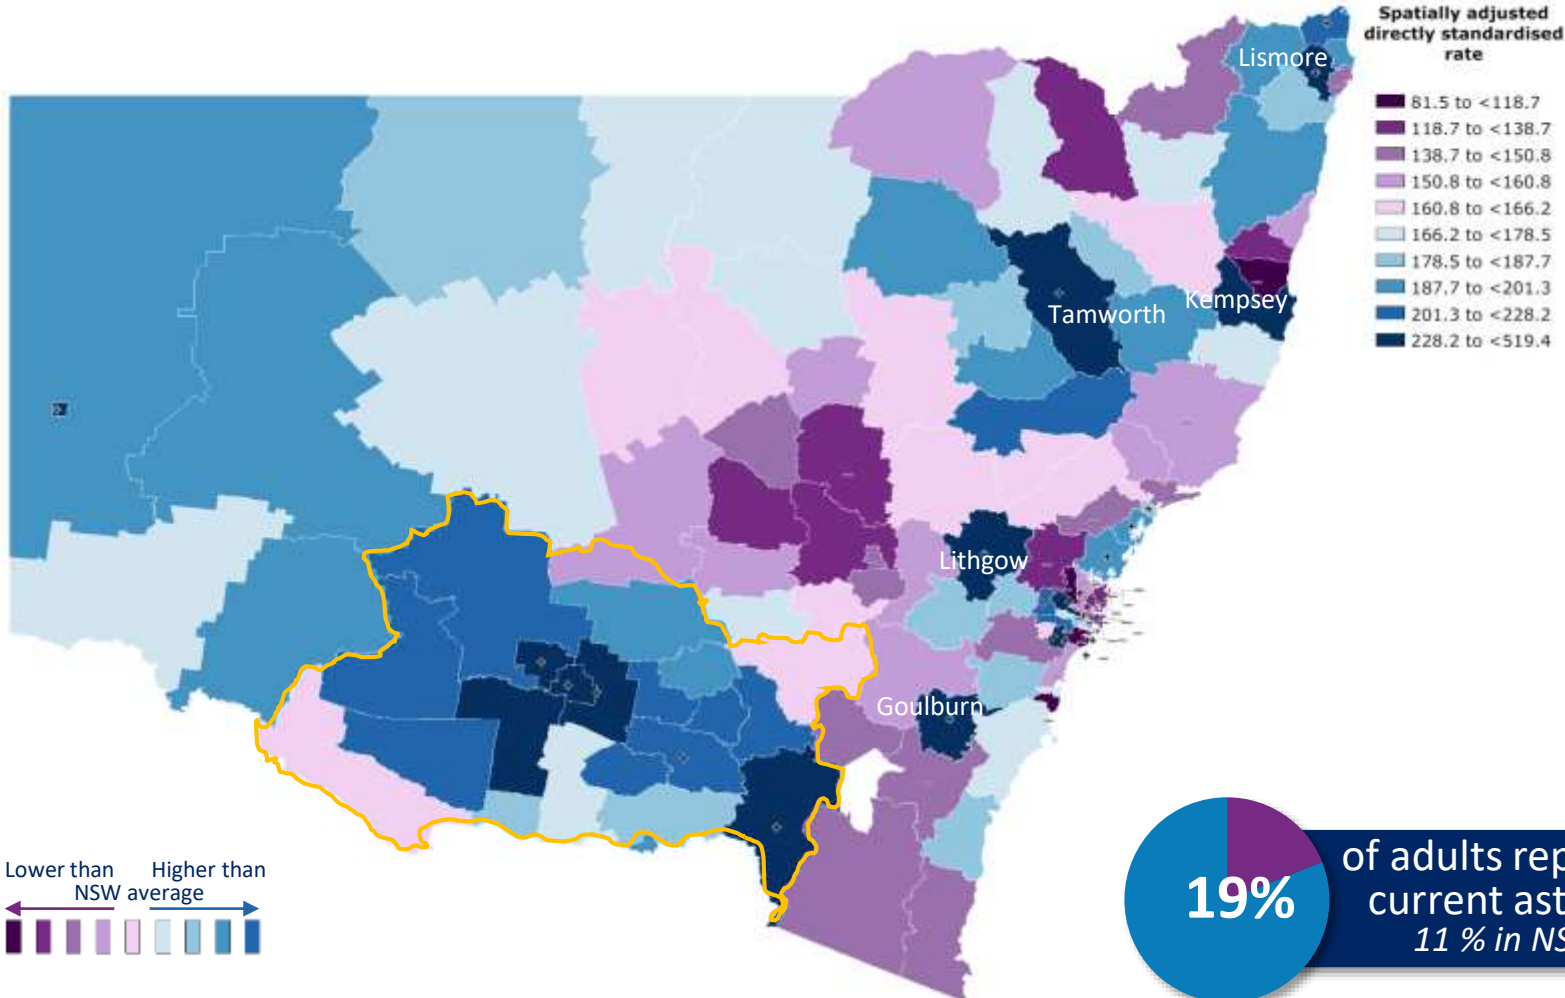 Spatially adjusted
directly standardised
rate
81.5 to <118.7
118.7 to <138.7
138.7 to <150.8
150.8 to <160.8
160.8 to <166.2
166.2 to <178.5
178.5 to <187.7
187.7 to <201.3
201.3 to <228.2
228.2 to <519.4
Lismore
Kempsey
Tamworth
Lithgow
Goulburn
Lower than Higher than
NSW average
19%
of adults rep
current ast
11 % in NS